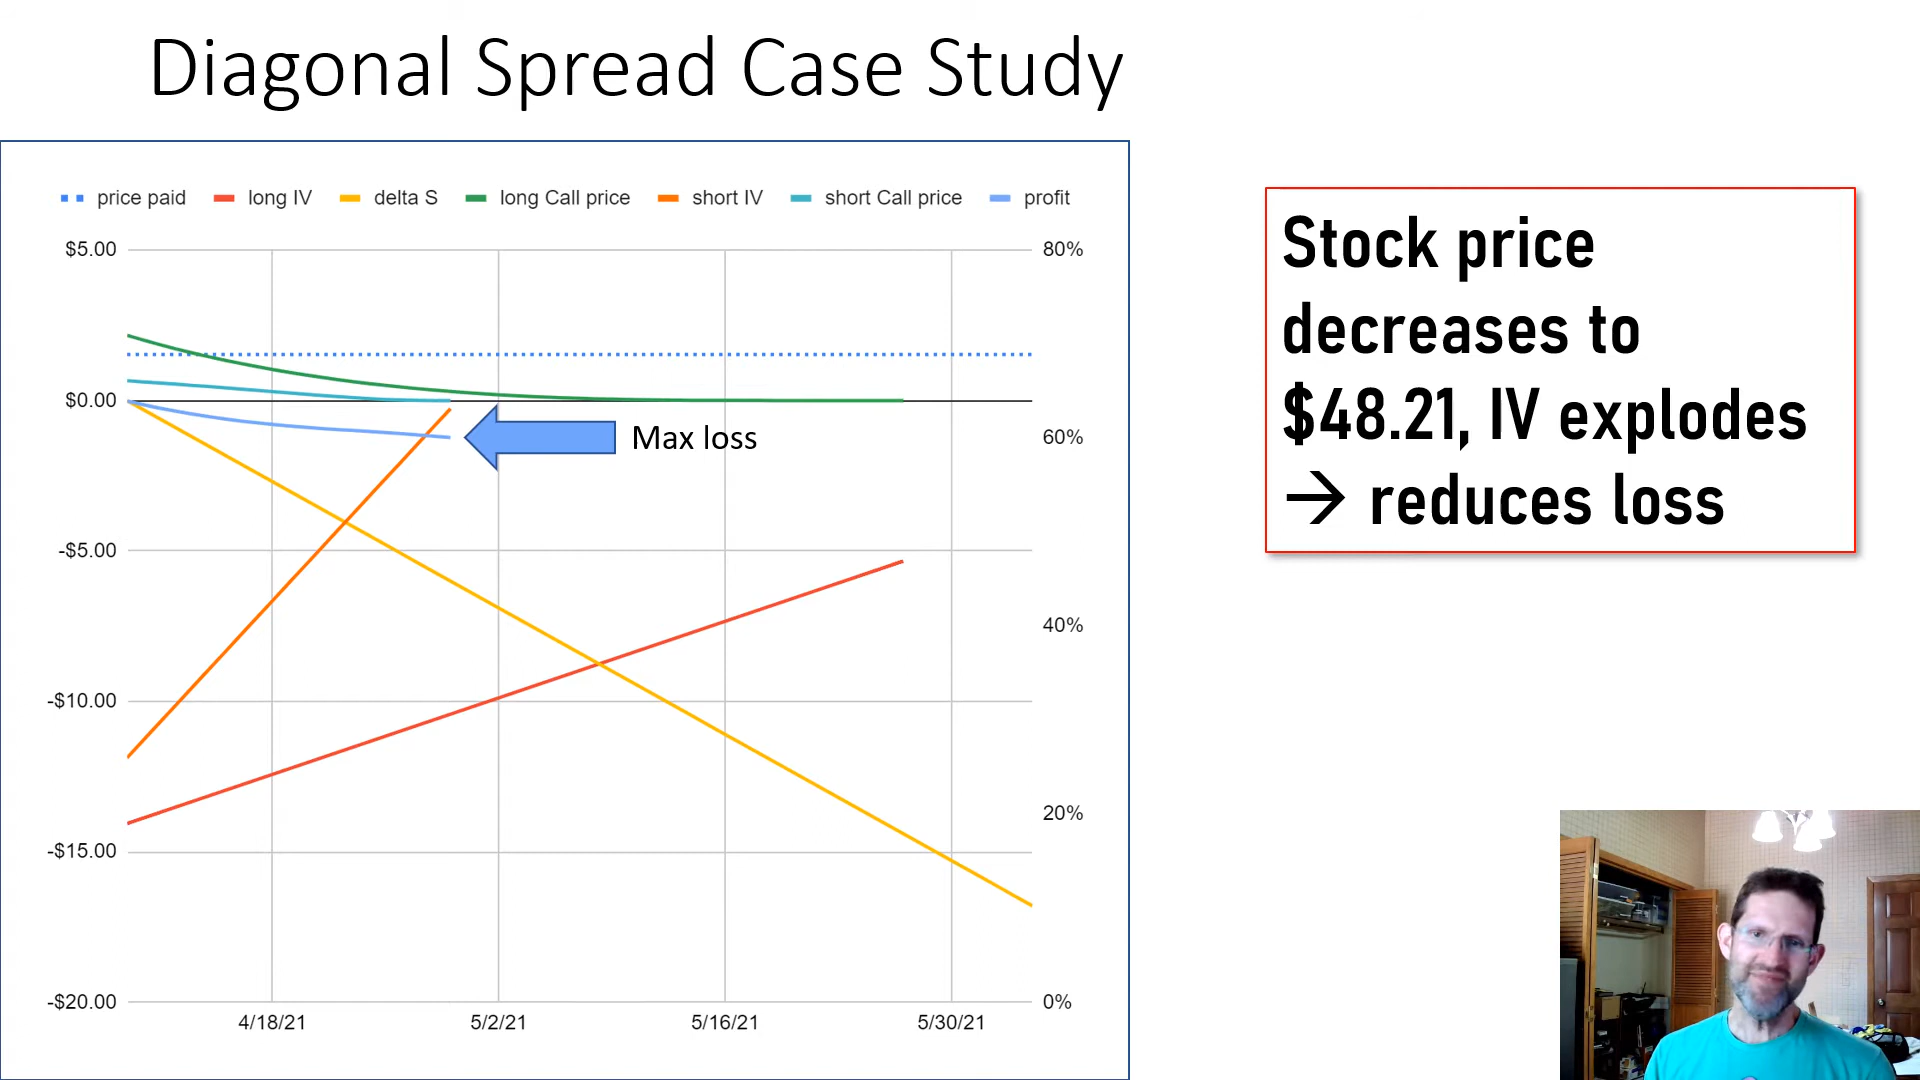 Diagonal Spread Case Study
price paid long IV delta S long Call price short IV short Call price profit
$5.00 80%
$0.00
60%
Max loss
-$5.00
40%
-$10.00
20%
-$15.00
-$20.00 0%
4/18/21 5/2/21 5/16/21 5/30/21
Stock price
decreases to
$48.21, IV explodes
→ reduces loss